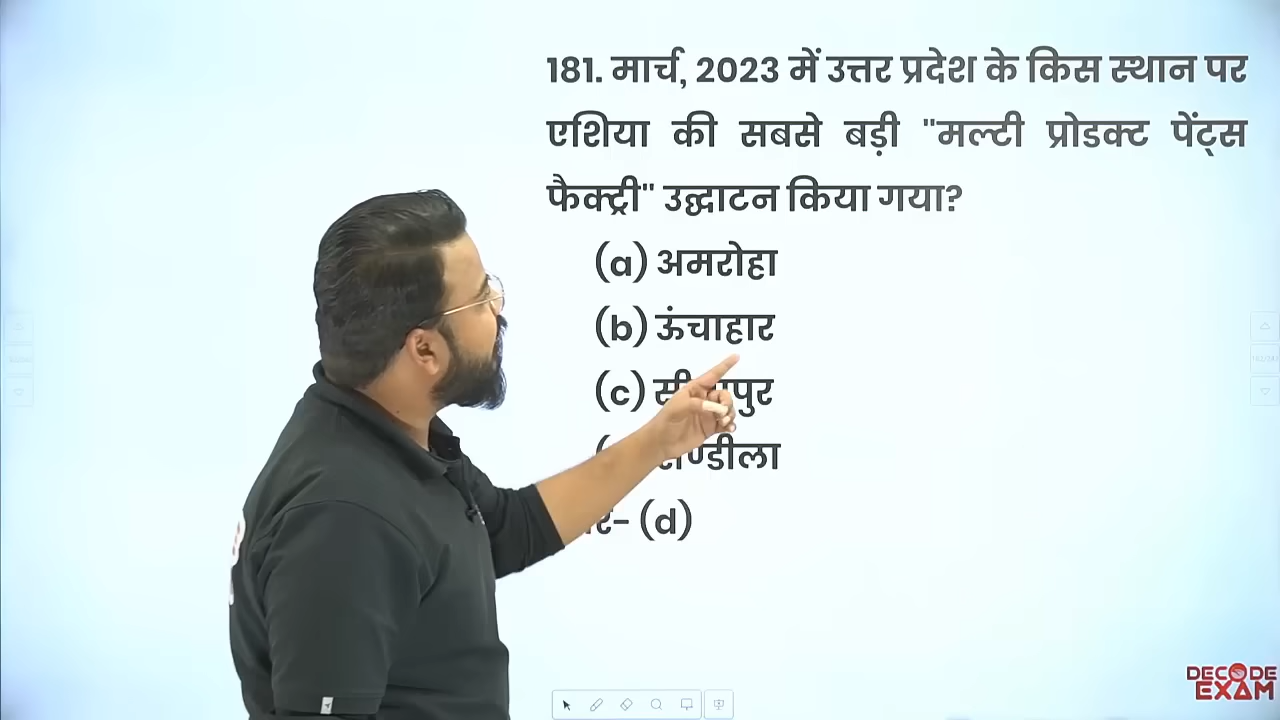 181. मार्च, 2023 में उत्तर प्रदेश के किस स्थान पर
एशिया की सबसे बड़ी "मल्टी प्रोडक्ट पेंट्स
फैक्ट्री" उद्घाटन किया गया?
(a) अमरोहा
(b) ऊंचाहार
(c)
(d)
DECODE
EXAM